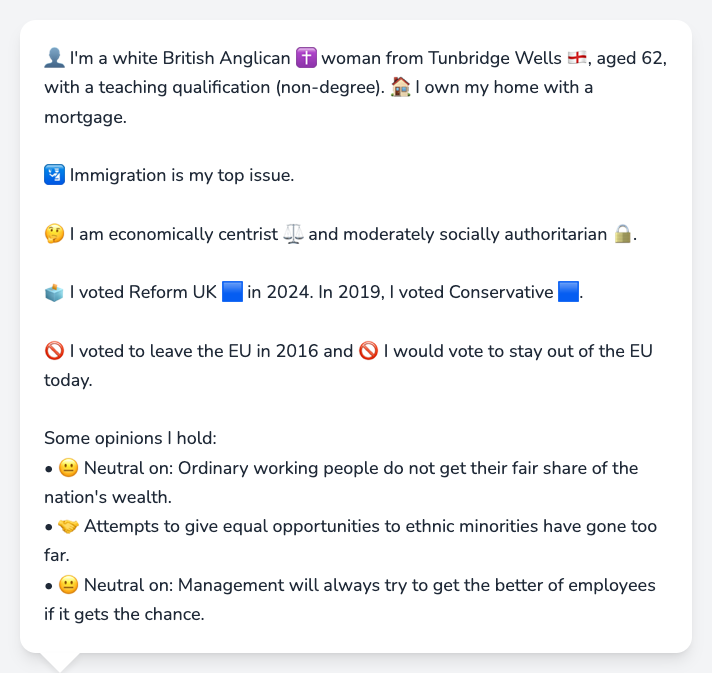 👤 I'm a white British Anglican ✝️ woman from Tunbridge Wells 🏴󠁧󠁢󠁥󠁮󠁧󠁿, aged 62,
with a teaching qualification (non-degree). 🏠 I own my home with a
mortgage.
🛂 Immigration is my top issue.
🤔 I am economically centrist ⚖️ and moderately socially authoritarian 🔒.
🗳️ I voted Reform UK 🟦 in 2024. In 2019, I voted Conservative 🟦.
🚫 I voted to leave the EU in 2016 and 🚫 I would vote to stay out of the EU
today.
Some opinions I hold:
• 😐 Neutral on: Ordinary working people do not get their fair share of the
nation's wealth.
• 🤝 Attempts to give equal opportunities to ethnic minorities have gone too
far.
• 😐 Neutral on: Management will always try to get the better of employees
if it gets the chance.